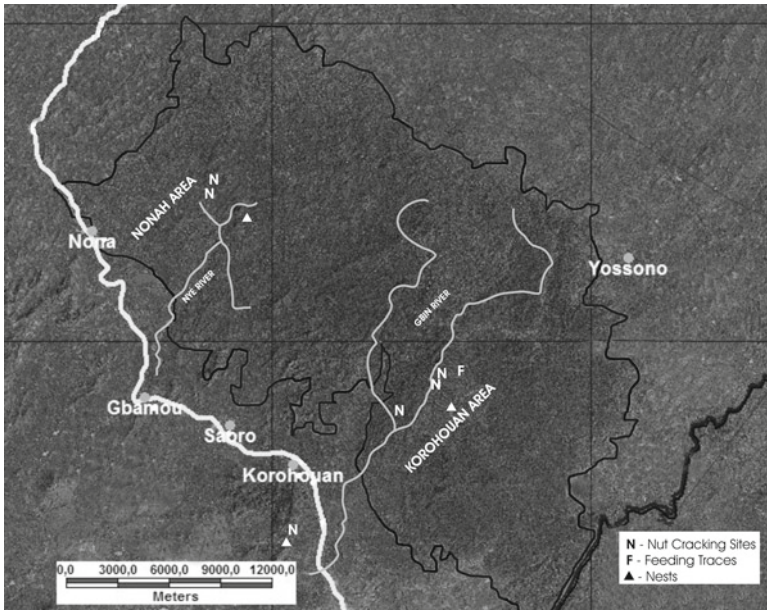 N
N
NONAH AREA
Nona
NYE RIVER
Yossono
GBIN RIVER
N F
N
N
Gbamou
Saoro
KOROHOUAN AREA
Korohouan
N
0,0 3000,0 6000,0 9000,0 12000,0
Meters
N - Nut Cracking Sites
F - Feeding Traces
- Nests